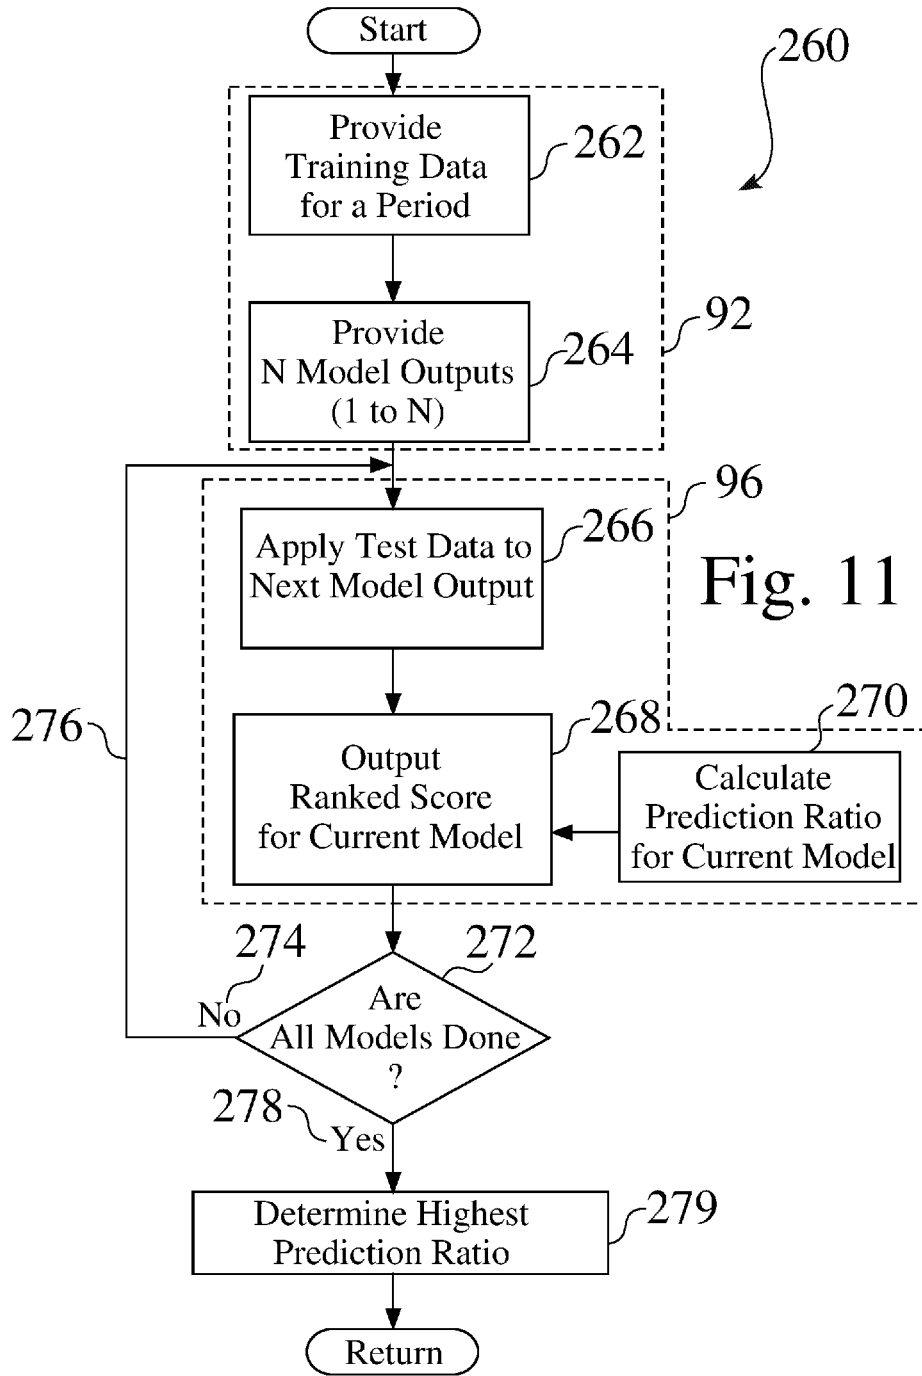 Start
260
Provide
Training Data
for a Period
262
Provide
N Model Outputs
(1 to N)
264
92
96
Apply Test Data to
Next Model Output
266
Fig. 11
276
Output
Ranked Score
for Current Model
268
270
Calculate
Prediction Ratio
for Current Model
274
No
272
Are
All Models Done
?
278
Yes
Determine Highest
Prediction Ratio
279
Return